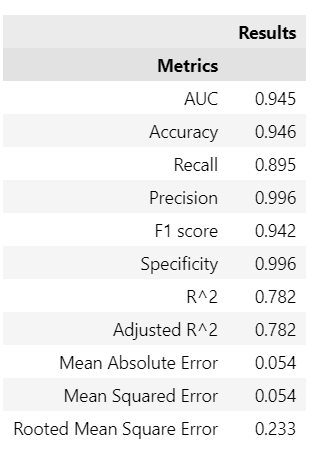 Results
Metrics
AUC 0.945
Accuracy 0.946
Recall 0.895
Precision 0.996
F1 score 0.942
Specificity 0.996
R^2 0.782
Adjusted R^2 0.782
Mean Absolute Error 0.054
Mean Squared Error 0.054
Rooted Mean Square Error 0.233